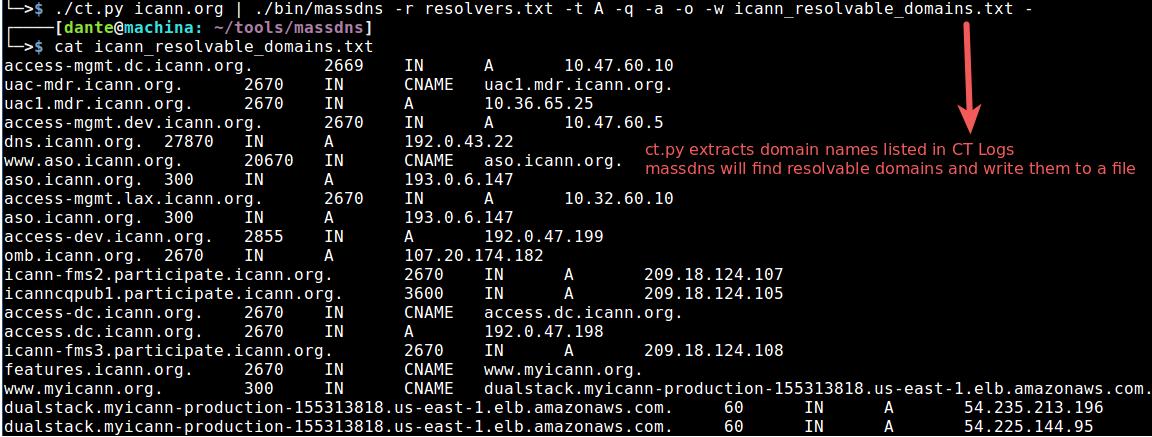 └─>$ ./ct.py icann.org | ./bin/massdns -r resolvers.txt -t A -q -a -o -w icann_resolvable_domains.txt -
┌────[dante@machina: ~/tools/massdns]
└─>$ cat icann_resolvable_domains.txt
access-mgmt.dc.icann.org.	2669	IN	A	10.47.60.10
uac-mdr.icann.org.	2670	IN	CNAME	uac1.mdr.icann.org.
uac1.mdr.icann.org.	2670	IN	A	10.36.65.25
access-mgmt.dev.icann.org.	2670	IN	A	10.47.60.5
dns.icann.org.	27870	IN	A	192.0.43.22
www.aso.icann.org.	20670	IN	CNAME	aso.icann.org.
aso.icann.org.	300	IN	A	193.0.6.147
access-mgmt.lax.icann.org.	2670	IN	A	10.32.60.10
aso.icann.org.	300	IN	A	193.0.6.147
access-dev.icann.org.	2855	IN	A	192.0.47.199
omb.icann.org.	2670	IN	A	107.20.174.182
icann-fms2.participate.icann.org.	2670	IN	A	209.18.124.107
icanncqpub1.participate.icann.org.	3600	IN	A	209.18.124.105
access-dc.icann.org.	2670	IN	CNAME	access.dc.icann.org.
access.dc.icann.org.	2670	IN	A	192.0.47.198
icann-fms3.participate.icann.org.	2670	IN	A	209.18.124.108
features.icann.org.	2670	IN	CNAME	www.myicann.org.
www.myicann.org.	300	IN	CNAME	dualstack.myicann-production-155313818.us-east-1.elb.amazonaws.com.
dualstack.myicann-production-155313818.us-east-1.elb.amazonaws.com.	60	IN	A	54.235.213.196
dualstack.myicann-production-155313818.us-east-1.elb.amazonaws.com.	60	IN	A	54.225.144.95
ct.py extracts domain names listed in CT Logs
massdns will find resolvable domains and write them to a file